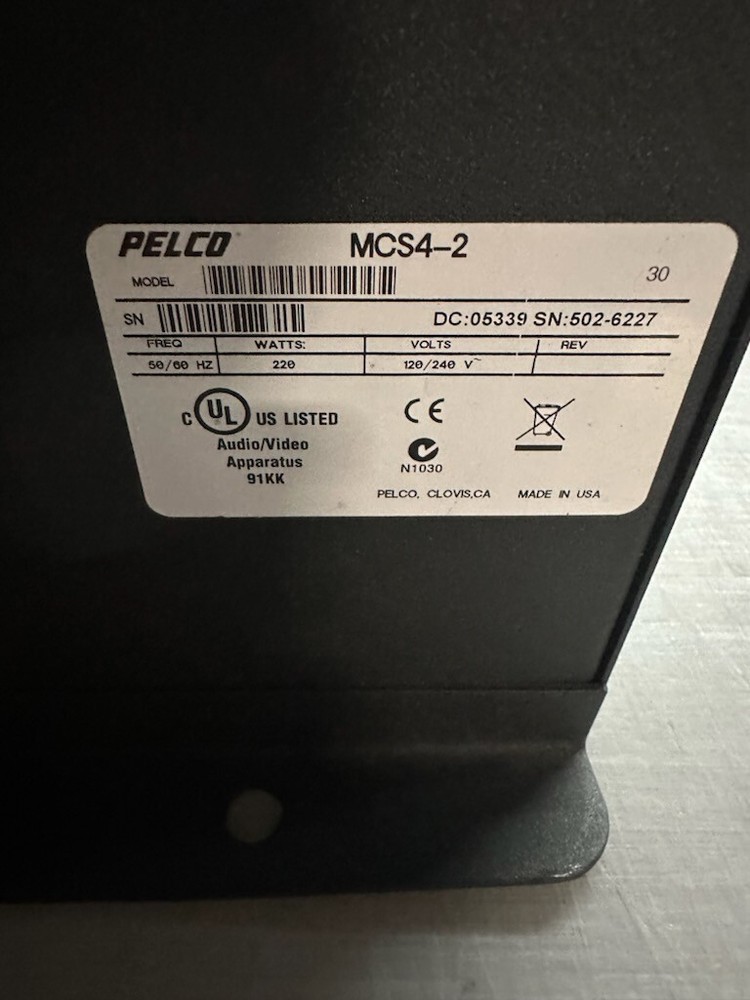 PELCO MCS4-2
MODEL 30
SN DC:05339 SN:502-6227
FREQ WATTS: VOLTS REV
50/60 HZ 220 120/240 V~
C UL US LISTED
Audio/Video
Apparatus
91KK
CE
N1030
PELCO, CLOVIS,CA MADE IN USA